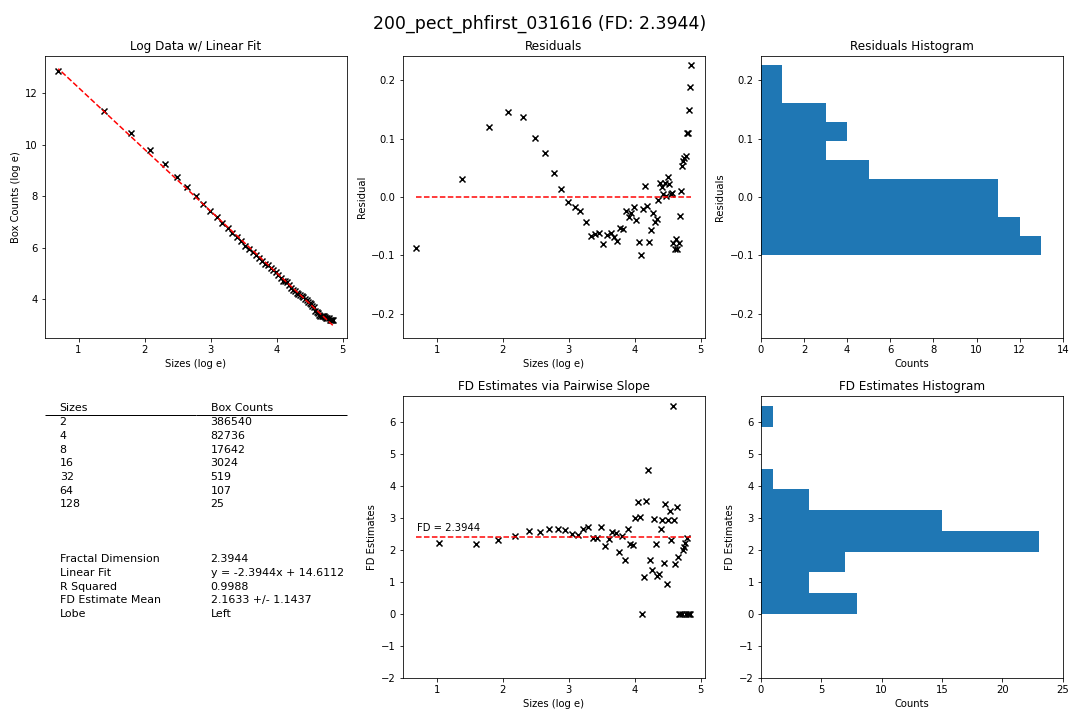 200_pect_phfirst_031616 (FD: 2.3944)
Log Data w/ Linear Fit
12
10
8
6
4
1 2 3 4 5
Box Counts (log e)
Sizes (log e)
Residuals
0.2
0.1
0.0
−0.1
−0.2
1 2 3 4 5
Residual
Sizes (log e)
Residuals Histogram
0.2
0.1
0.0
−0.1
−0.2
0 2 4 6 8 10 12 14
Residuals
Counts
Sizes Box Counts
2 386540
4 82736
8 17642
16 3024
32 519
64 107
128 25
Fractal Dimension 2.3944
Linear Fit y = -2.3944x + 14.6112
R Squared 0.9988
FD Estimate Mean 2.1633 +/- 1.1437
Lobe Left
FD Estimates via Pairwise Slope
6
5
4
3
2
1
0
−1
−2
FD = 2.3944
1 2 3 4 5
FD Estimates
Sizes (log e)
FD Estimates Histogram
6
5
4
3
2
1
0
−1
−2
0 5 10 15 20 25
FD Estimates
Counts